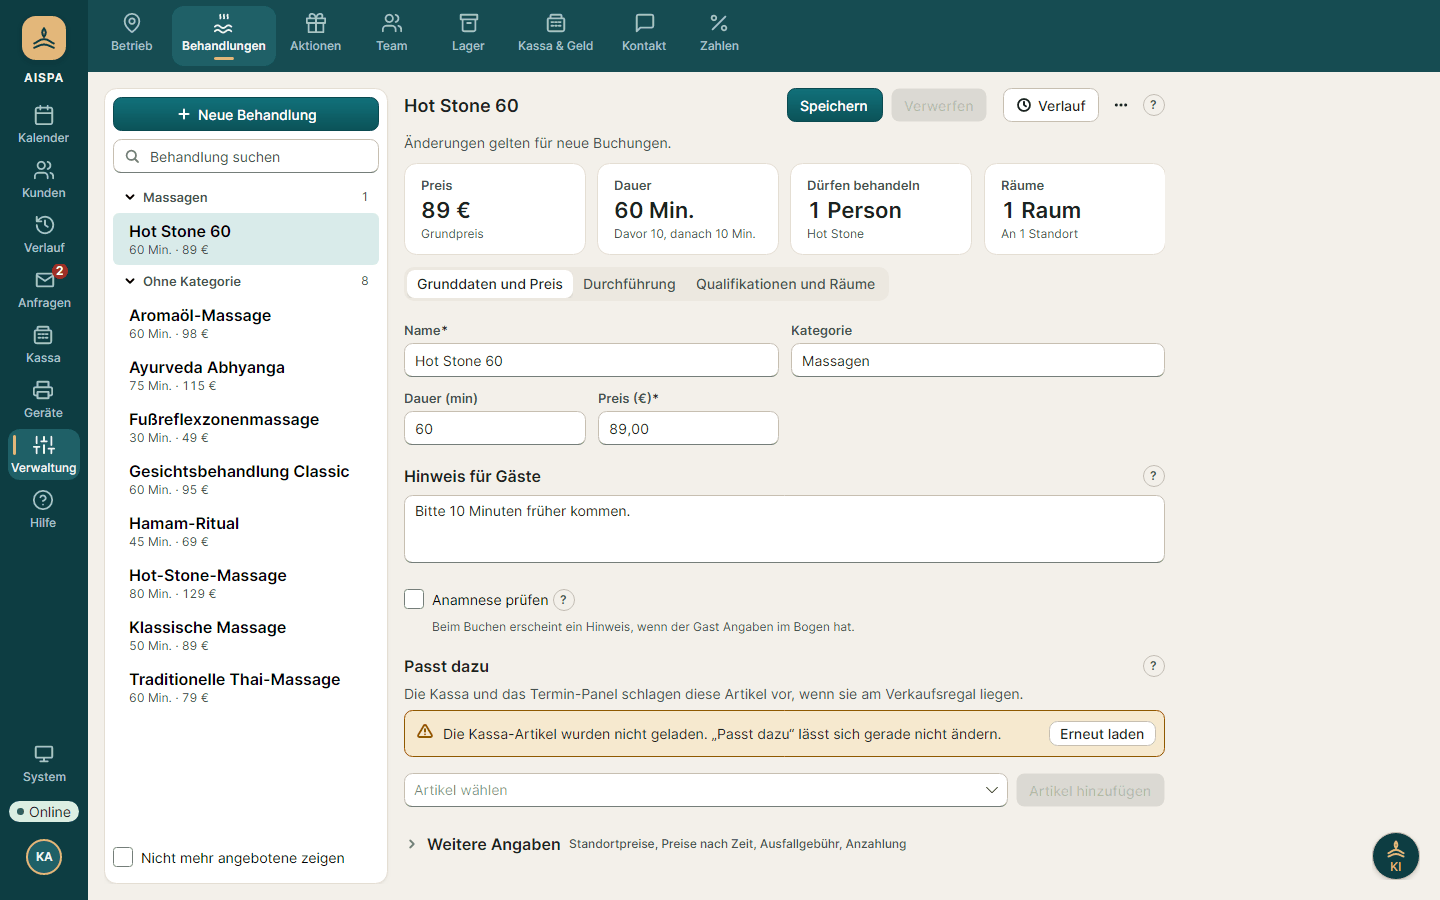 AISPA
Kalender
Kunden
Verlauf
2
Anfragen
Kassa
Geräte
Verwaltung
Hilfe
System
Online
KA
Betrieb
Behandlungen
Aktionen
Team
Lager
Kassa & Geld
Kontakt
Zahlen
+ Neue Behandlung
Behandlung suchen
Massagen 1
Hot Stone 60
60 Min. · 89 €
Ohne Kategorie 8
Aromaöl-Massage
60 Min. · 98 €
Ayurveda Abhyanga
75 Min. · 115 €
Fußreflexzonenmassage
30 Min. · 49 €
Gesichtsbehandlung Classic
60 Min. · 95 €
Hamam-Ritual
45 Min. · 69 €
Hot-Stone-Massage
80 Min. · 129 €
Klassische Massage
50 Min. · 89 €
Traditionelle Thai-Massage
60 Min. · 79 €
Nicht mehr angebotene zeigen
Hot Stone 60
Speichern
Verwerfen
Verlauf
?
Änderungen gelten für neue Buchungen.
Preis
89 €
Grundpreis
Dauer
60 Min.
Davor 10, danach 10 Min.
Dürfen behandeln
1 Person
Hot Stone
Räume
1 Raum
An 1 Standort
Grunddaten und Preis
Durchführung
Qualifikationen und Räume
Name*
Hot Stone 60
Kategorie
Massagen
Dauer (min)
60
Preis (€)*
89,00
Hinweis für Gäste
?
Bitte 10 Minuten früher kommen.
Anamnese prüfen ?
Beim Buchen erscheint ein Hinweis, wenn der Gast Angaben im Bogen hat.
Passt dazu
?
Die Kassa und das Termin-Panel schlagen diese Artikel vor, wenn sie am Verkaufsregal liegen.
Die Kassa-Artikel wurden nicht geladen. „Passt dazu“ lässt sich gerade nicht ändern.
Erneut laden
Artikel wählen
Artikel hinzufügen
Weitere Angaben Standortpreise, Preise nach Zeit, Ausfallgebühr, Anzahlung
KI